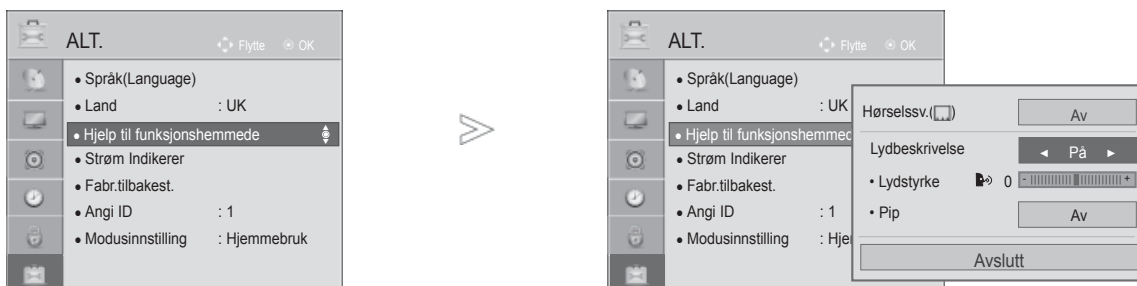 ALT. Flytte OK
• Språk(Language)
• Land : UK
• Hjelp til funksjonshemmede
• Strøm Indikerer
• Fabr.tilbakest.
• Angi ID : 1
• Modusinnstilling : Hjemmebruk
>
ALT. Flytte OK
• Språk(Language)
• Land : UK
• Hjelp til funksjonshemmed
• Strøm Indikerer
• Fabr.tilbakest.
• Angi ID : 1
• Modusinnstilling : Hje
Hørselssv.( ) Av
Lydbeskrivelse ◄ På ►
• Lydstyrke 0 - +
• Pip Av
Avslutt